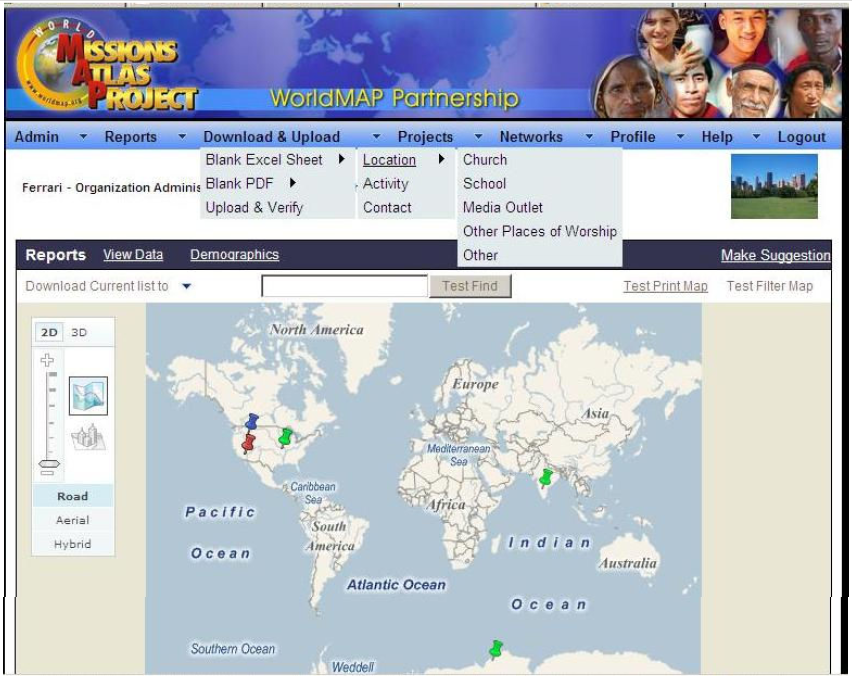 WORLD
MISSIONS
ATLAS
PROJECT
www.worldmap.org
WorldMAP Partnership
Admin Reports Download & Upload Projects Networks Profile Help Logout
Blank Excel Sheet Location Church
Ferrari - Organization Adminis Blank PDF Activity School
Upload & Verify Contact Media Outlet
Other Places of Worship
Other
Reports View Data Demographics Make Suggestion
Download Current list to Test Find Test Print Map Test Filter Map
2D 3D
North America
Europe
Asia
Mediterranean
Sea
Caribbean
Sea
Road
Africa
Pacific
Aerial
South
America
Hybrid
Indian
Ocean
Australia
Atlantic Ocean
Ocean
Southern Ocean
Weddell